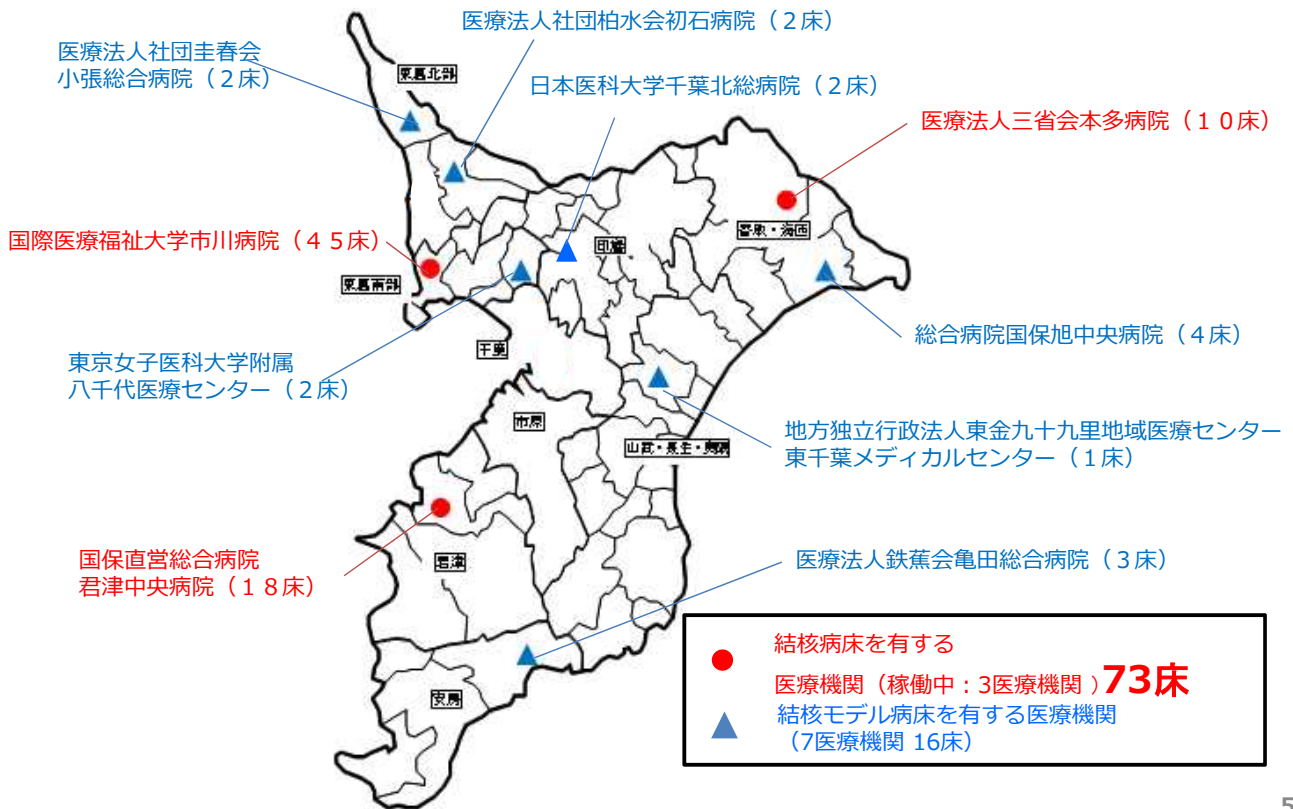 医療法人社団柏水会初石病院（２床）
医療法人社団圭春会
小張総合病院（２床）
東葛北部
日本医科大学千葉北総病院（２床）
医療法人三省会本多病院（１０床）
国際医療福祉大学市川病院（４５床）
印旛
香取・海匝
東葛南部
総合病院国保旭中央病院（４床）
千葉
東京女子医科大学附属
八千代医療センター（２床）
市原
山武・長生・夷隅
地方独立行政法人東金九十九里地域医療センター
東千葉メディカルセンター（１床）
国保直営総合病院
君津中央病院（１８床）
君津
医療法人鉄蕉会亀田総合病院（３床）
安房
結核病床を有する
医療機関（稼働中：3医療機関 ）73床
結核モデル病床を有する医療機関
（7医療機関 16床）
5